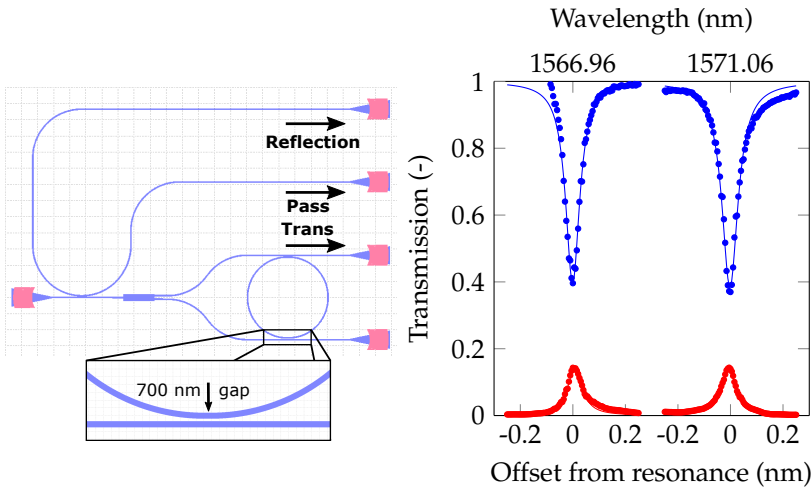 Reflection
Pass
Trans
700 nm gap
Wavelength (nm)
1566.96 1571.06
Transmission (-)
1
0.8
0.6
0.4
0.2
0
-0.2 0 0.2 -0.2 0 0.2
Offset from resonance (nm)